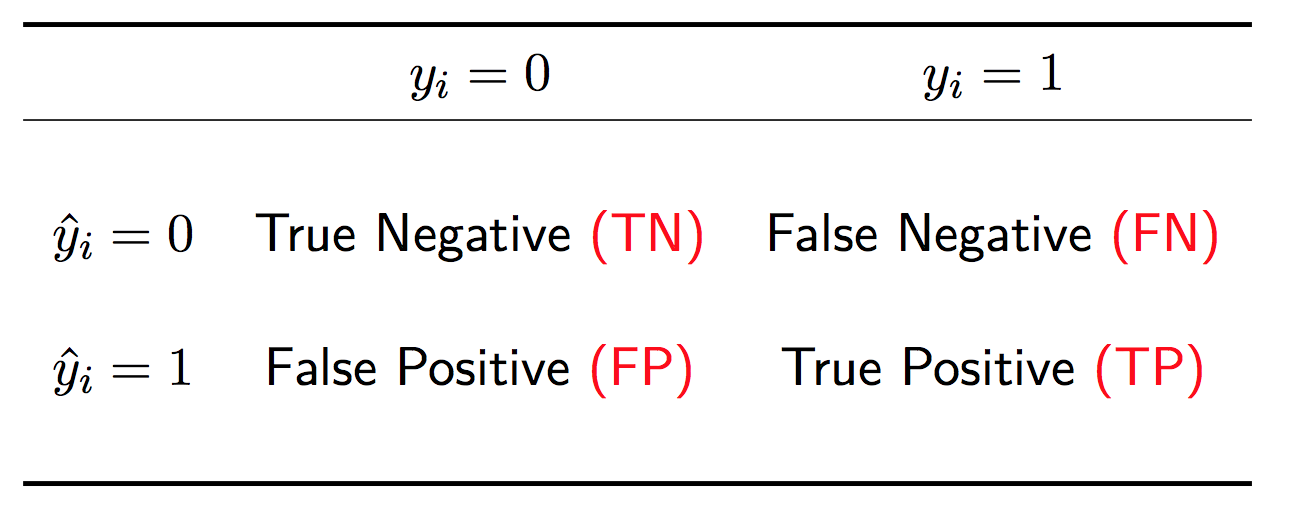 yᵢ = 0 yᵢ = 1
ŷᵢ = 0 True Negative (TN) False Negative (FN)
ŷᵢ = 1 False Positive (FP) True Positive (TP)